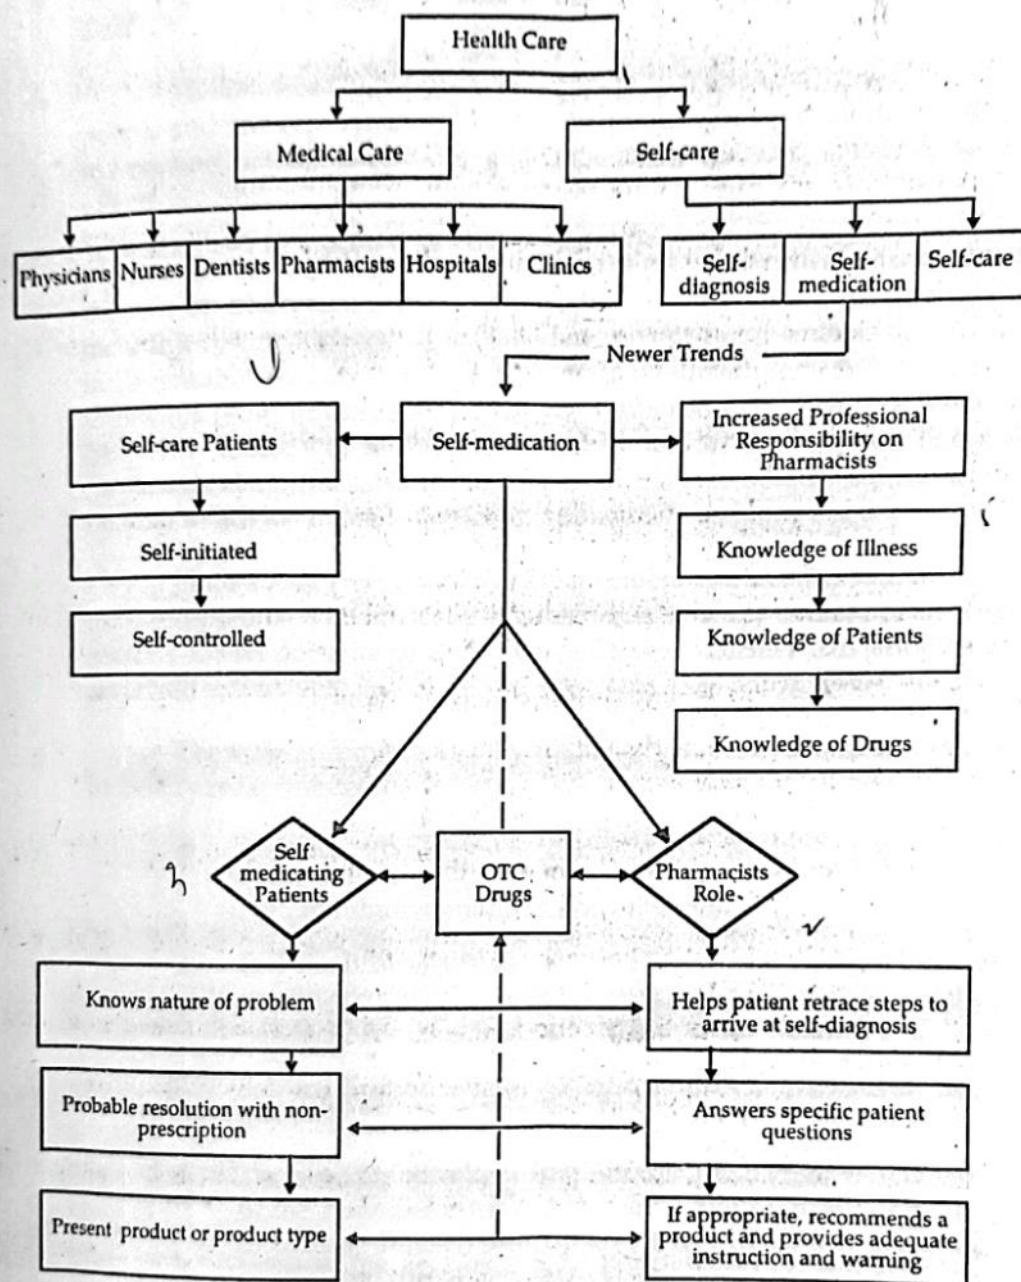 Health Care
Medical Care
Self-care
Physicians
Nurses
Dentists
Pharmacists
Hospitals
Clinics
Self-
diagnosis
Self-
medication
Self-care
Newer Trends
Self-care Patients
Self-medication
Increased Professional
Responsibility on
Pharmacists
Self-initiated
Knowledge of Illness
Self-controlled
Knowledge of Patients
Knowledge of Drugs
Self
medicating
Patients
OTC
Drugs
Pharmacists
Role
Knows nature of problem
Helps patient retrace steps to
arrive at self-diagnosis
Probable resolution with non-
prescription
Answers specific patient
questions
Present product or product type
If appropriate, recommends a
product and provides adequate
instruction and warning